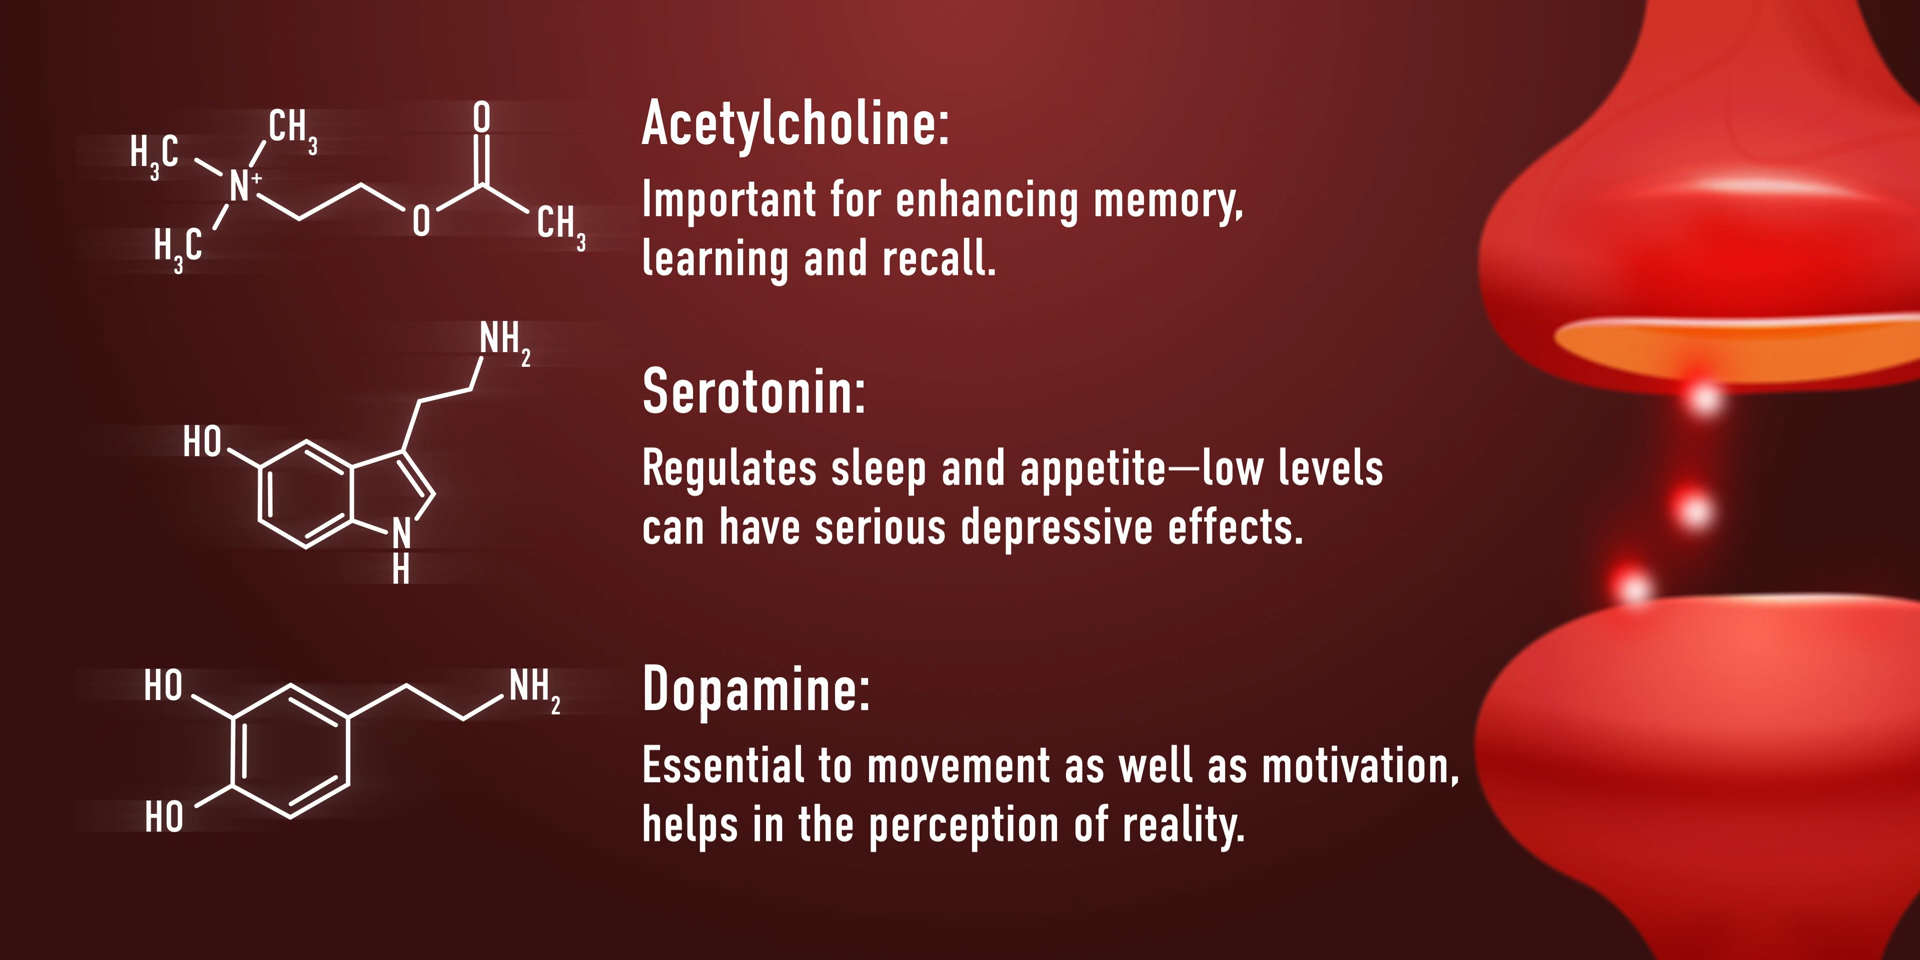 H₃C
CH₃
N⁺
H₃C
O
O
CH₃
Acetylcholine:
Important for enhancing memory,
learning and recall.
NH₂
HO
N
H
Serotonin:
Regulates sleep and appetite—low levels
can have serious depressive effects.
HO
NH₂
HO
Dopamine:
Essential to movement as well as motivation,
helps in the perception of reality.